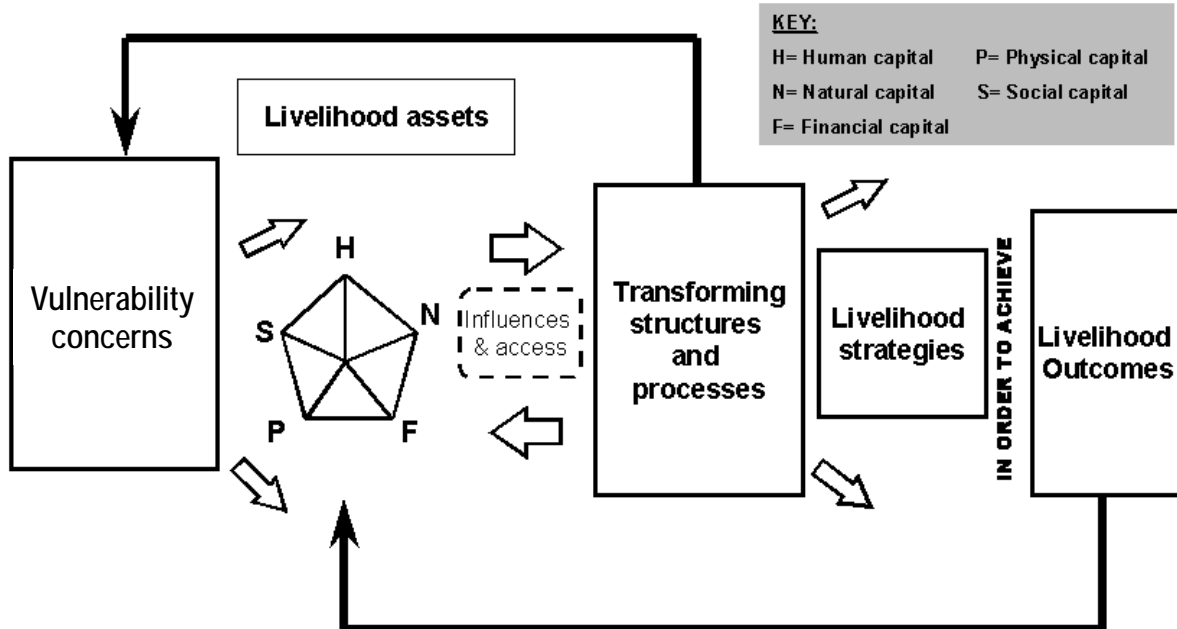 KEY:
H= Human capital P= Physical capital
N= Natural capital S= Social capital
F= Financial capital
Livelihood assets
Vulnerability
concerns
H
S
N
P
F
Influences
& access
Transforming
structures
and
processes
Livelihood
strategies
IN ORDER TO ACHIEVE
Livelihood
Outcomes